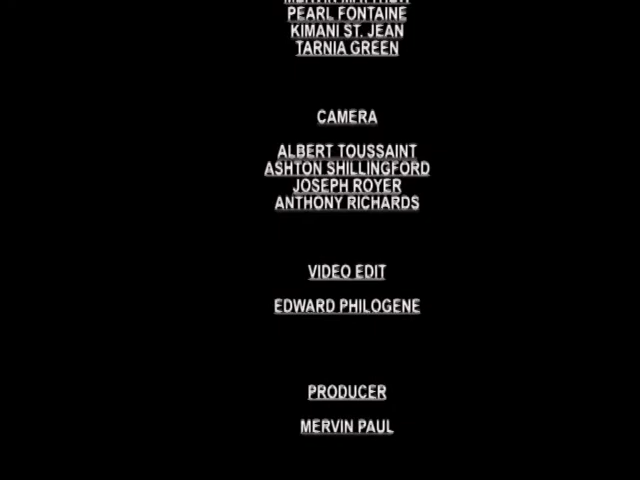 PEARL FONTAINE
KIMANI ST. JEAN
TARNIA GREEN
CAMERA
ALBERT TOUSSAINT
ASHTON SHILLINGFORD
JOSEPH ROYER
ANTHONY RICHARDS
VIDEO EDIT
EDWARD PHILOGENE
PRODUCER
MERVIN PAUL